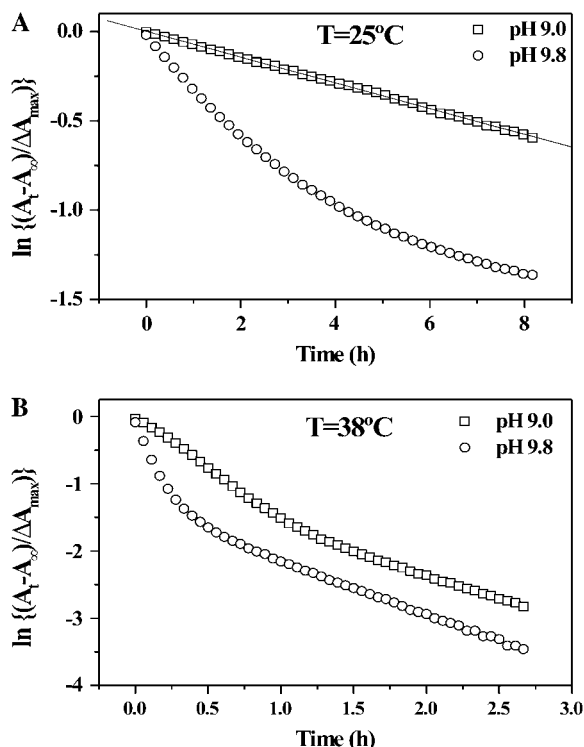 A
T=25ºC
pH 9.0
pH 9.8
0.0
-0.5
-1.0
-1.5
ln {(At-A∞)/ΔAmax)}
0 2 4 6 8
Time (h)
B
T=38ºC
pH 9.0
pH 9.8
0
-1
-2
-3
-4
ln {(At-A∞)/ΔAmax)}
0.0 0.5 1.0 1.5 2.0 2.5 3.0
Time (h)